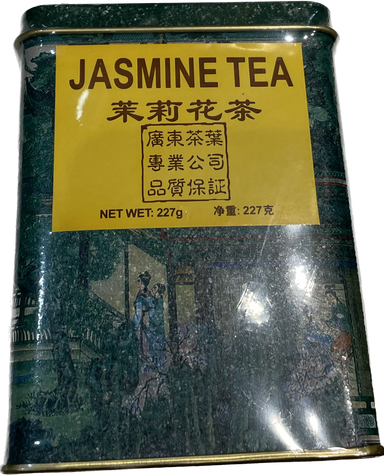 JASMINE TEA
茉莉花茶
廣東茶葉
專業公司
品質保証
NET WET: 227g 净重: 227克